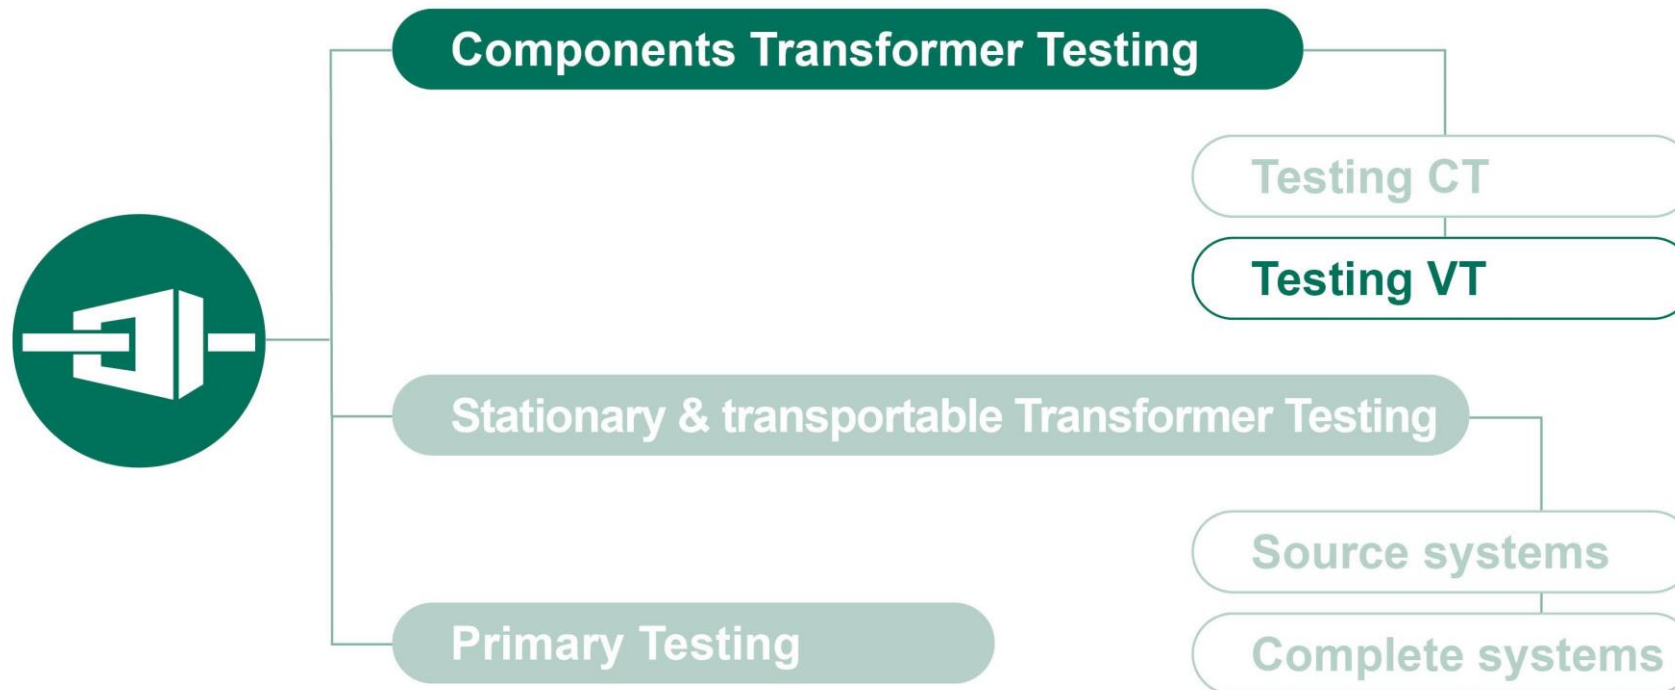 Components Transformer Testing
Testing CT
Testing VT
Stationary & transportable Transformer Testing
Source systems
Complete systems
Primary Testing